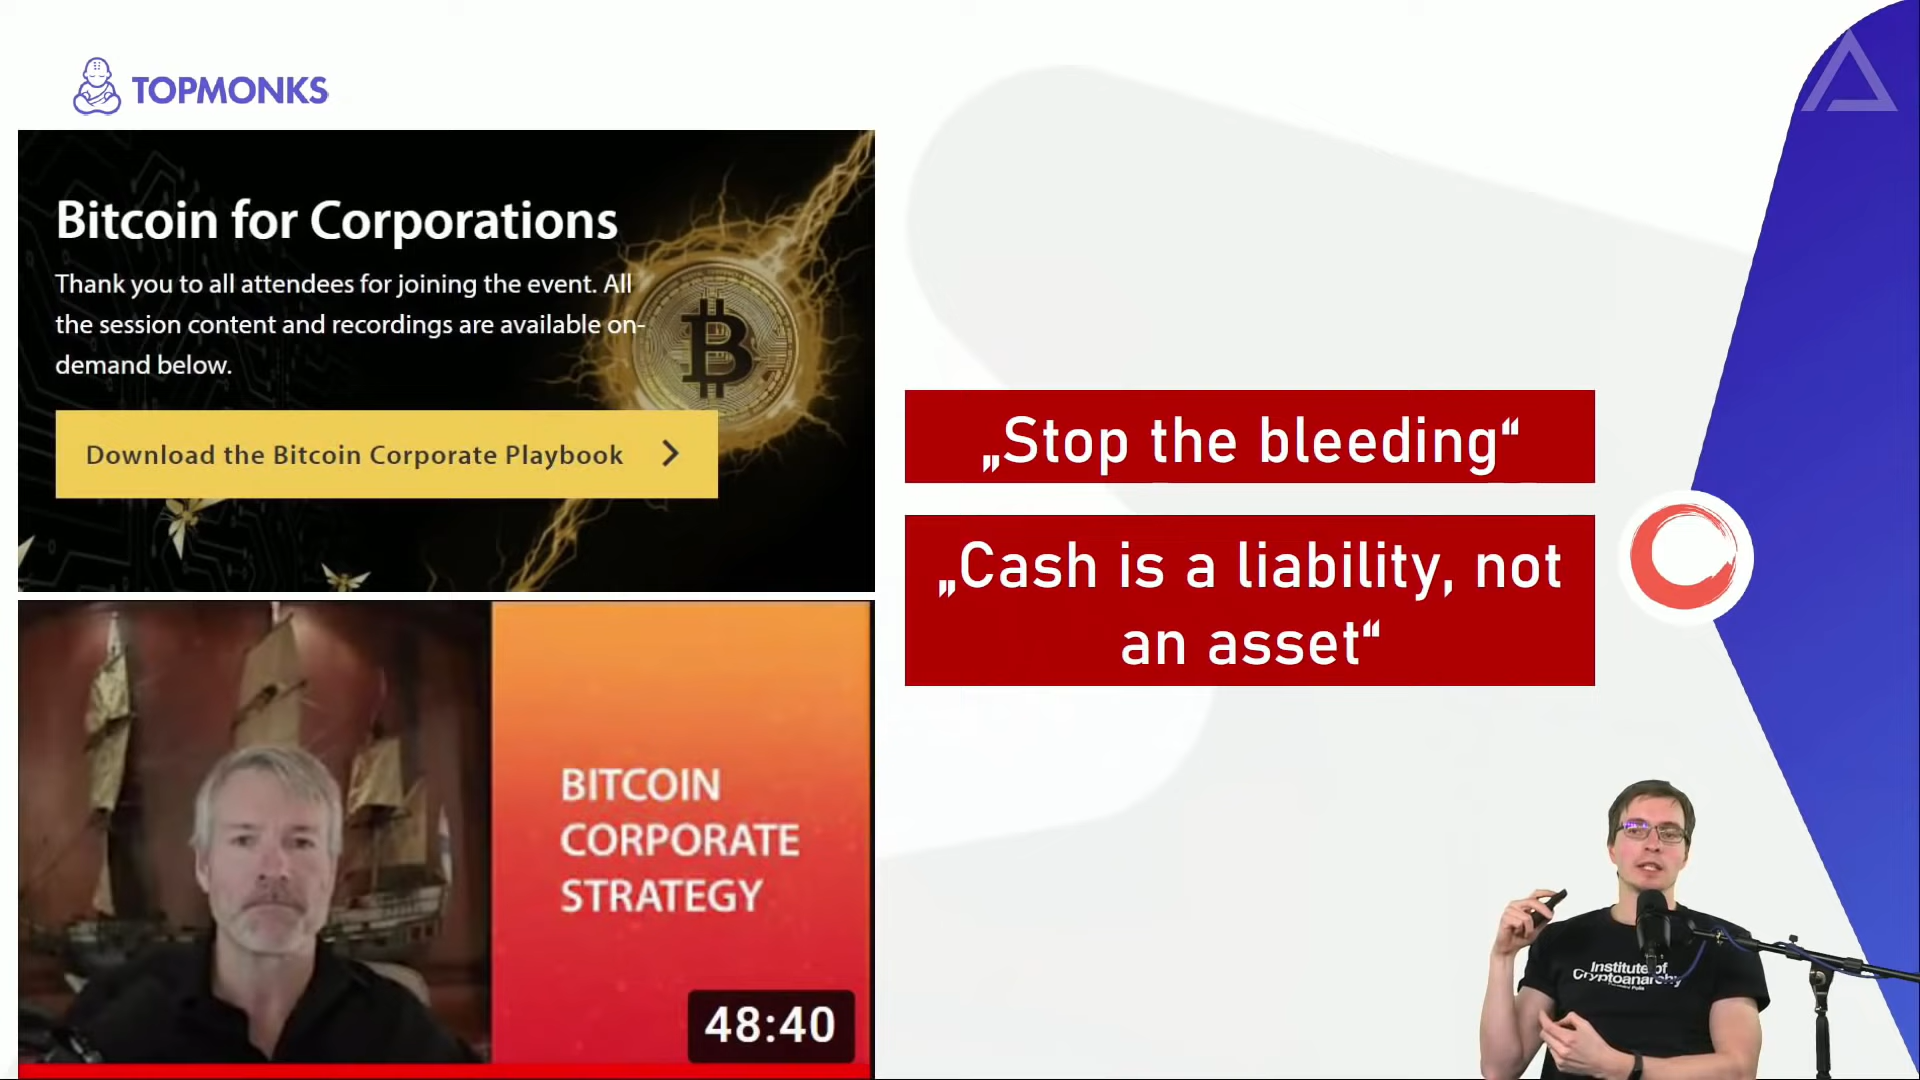 TOPMONKS
Bitcoin for Corporations
Thank you to all attendees for joining the event. All
the session content and recordings are available on-
demand below.
Download the Bitcoin Corporate Playbook
BITCOIN
CORPORATE
STRATEGY
48:40
„Stop the bleeding“
„Cash is a liability, not
an asset“
Institute of
Cryptoanarchy